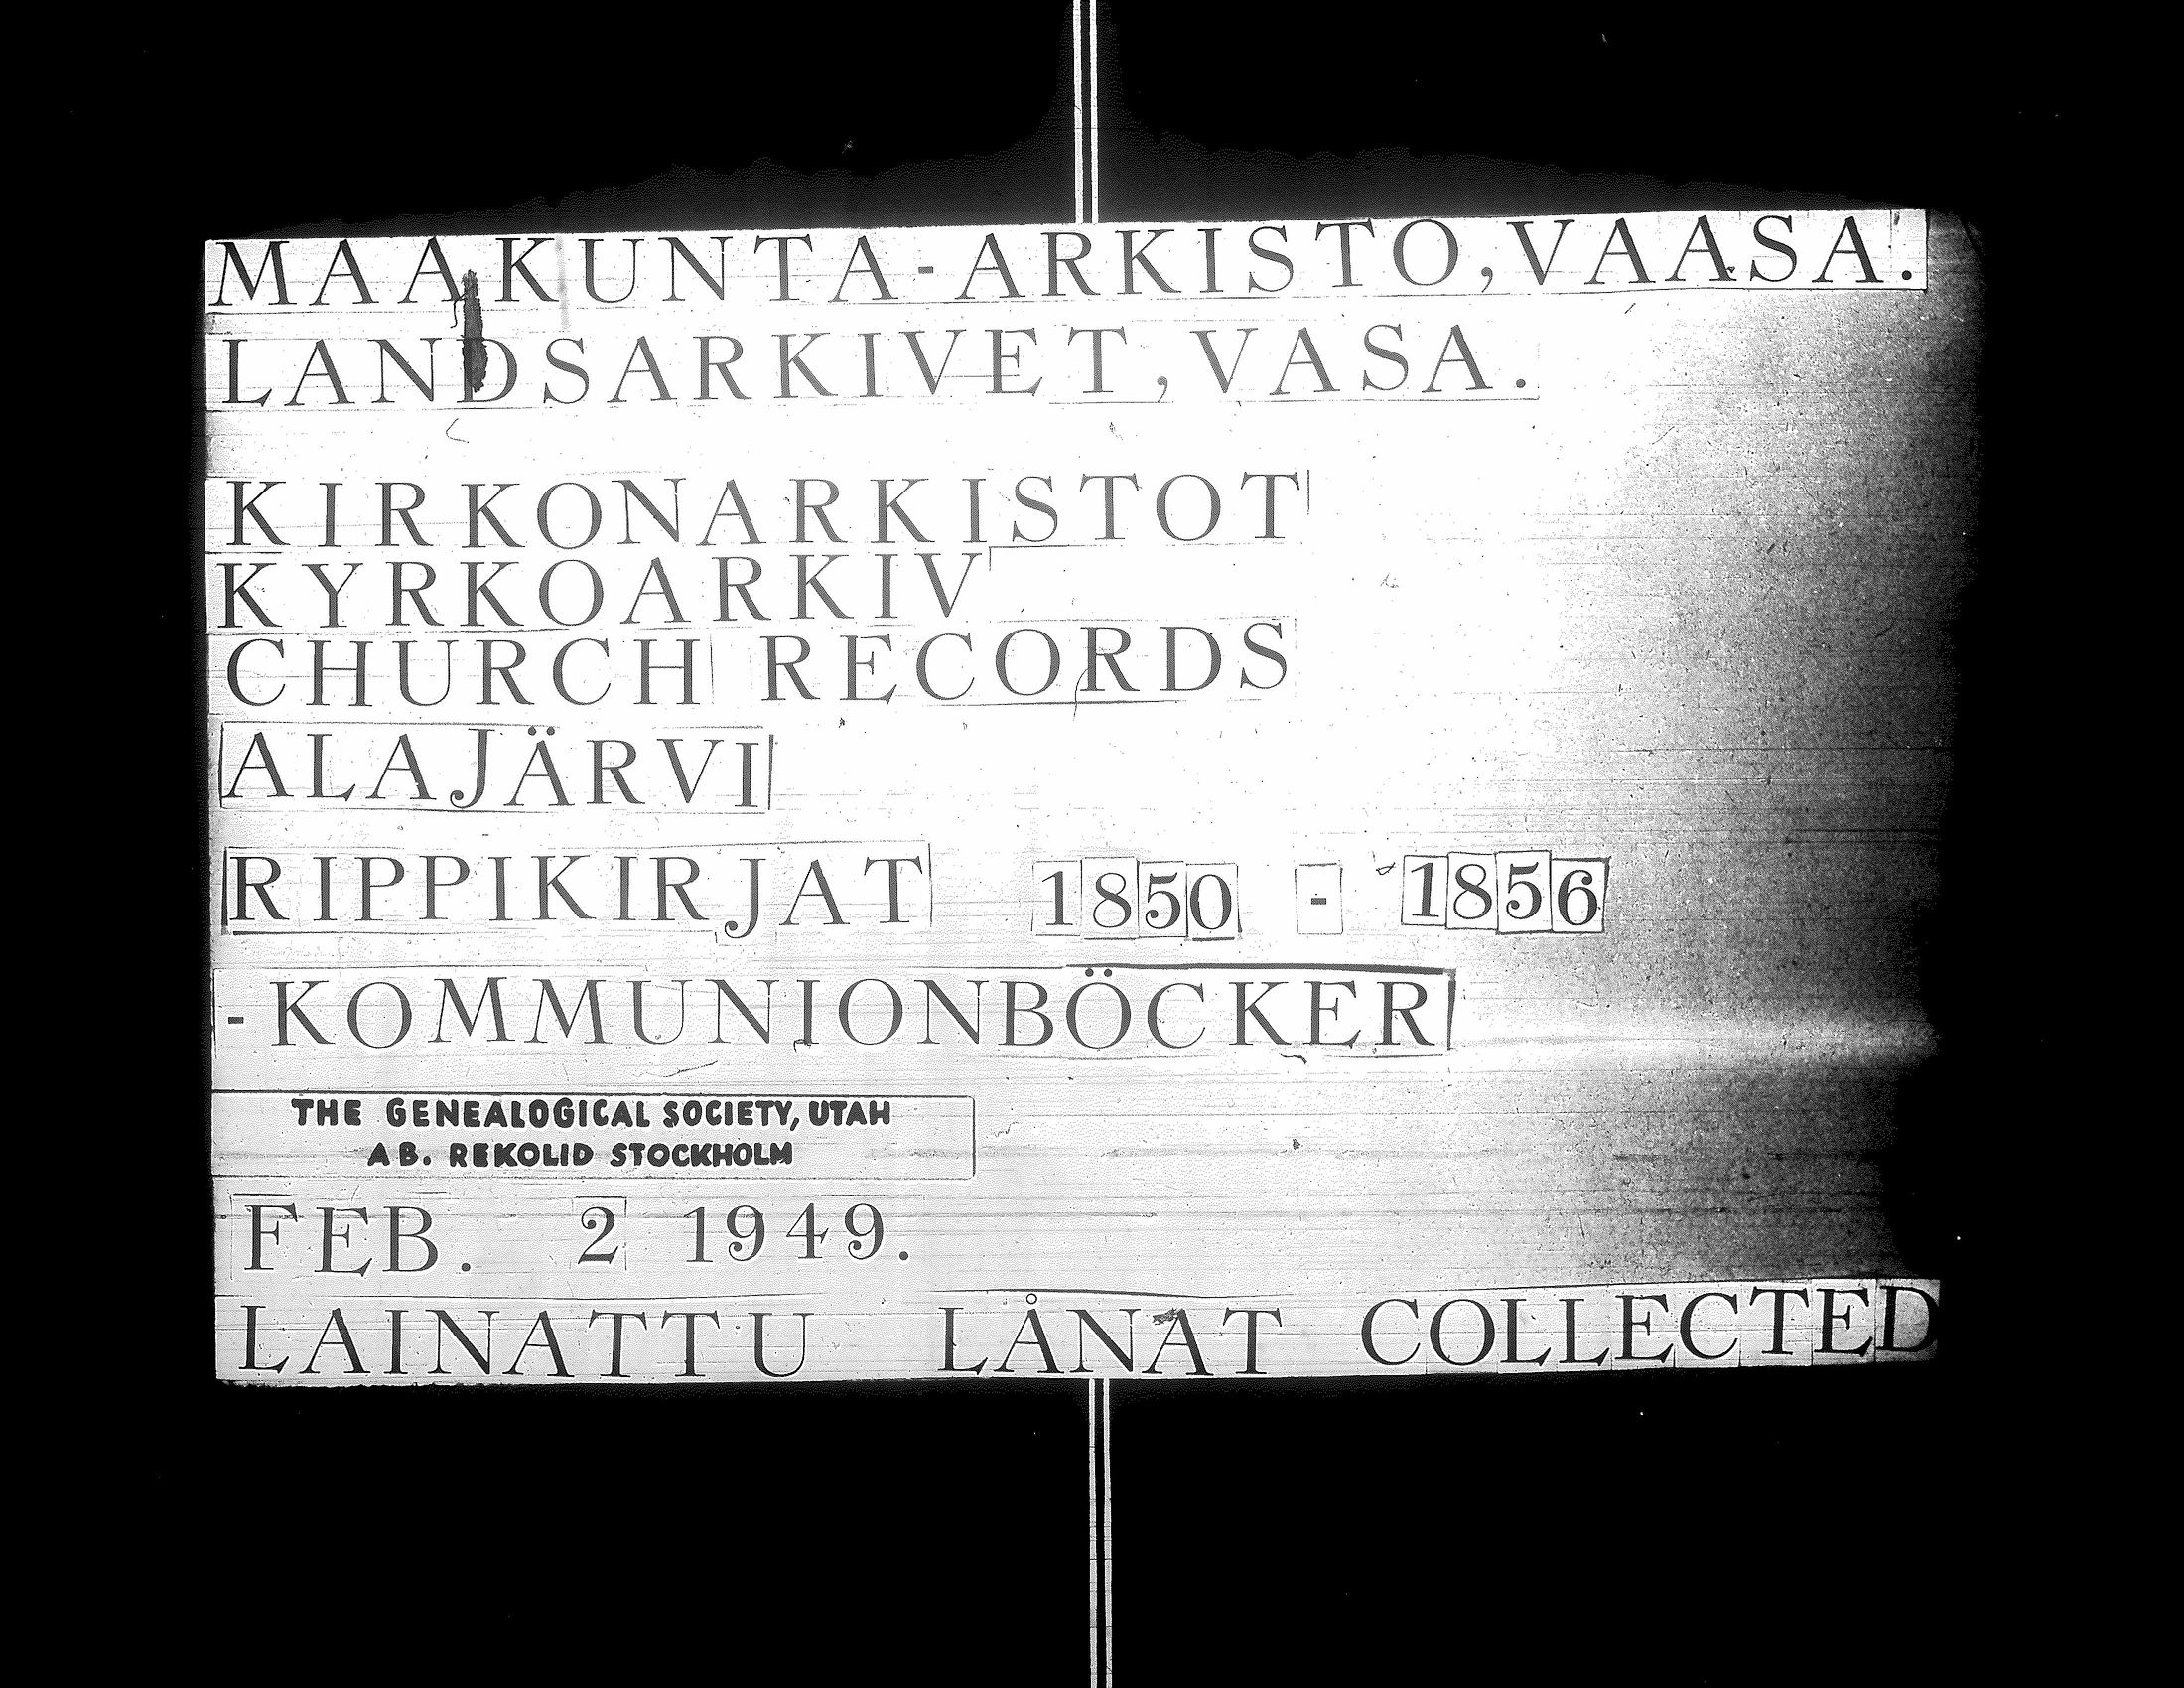 MAAKUNTA-ARKISTO, VAASA.
LANDSARKIVET, VASA.
KIRKONARKISTOT
KYRKOARKIV
CHURCH RECORDS
ALAJÄRVI
RIPPIKIRJAT 1850 - 1856
-KOMMUNIONBÖCKER
THE GENEALOGICAL SOCIETY, UTAH
AB. REKOLID STOCKHOLM
FEB. 2 1949.
LAINATTU LÅNAT COLLECTED